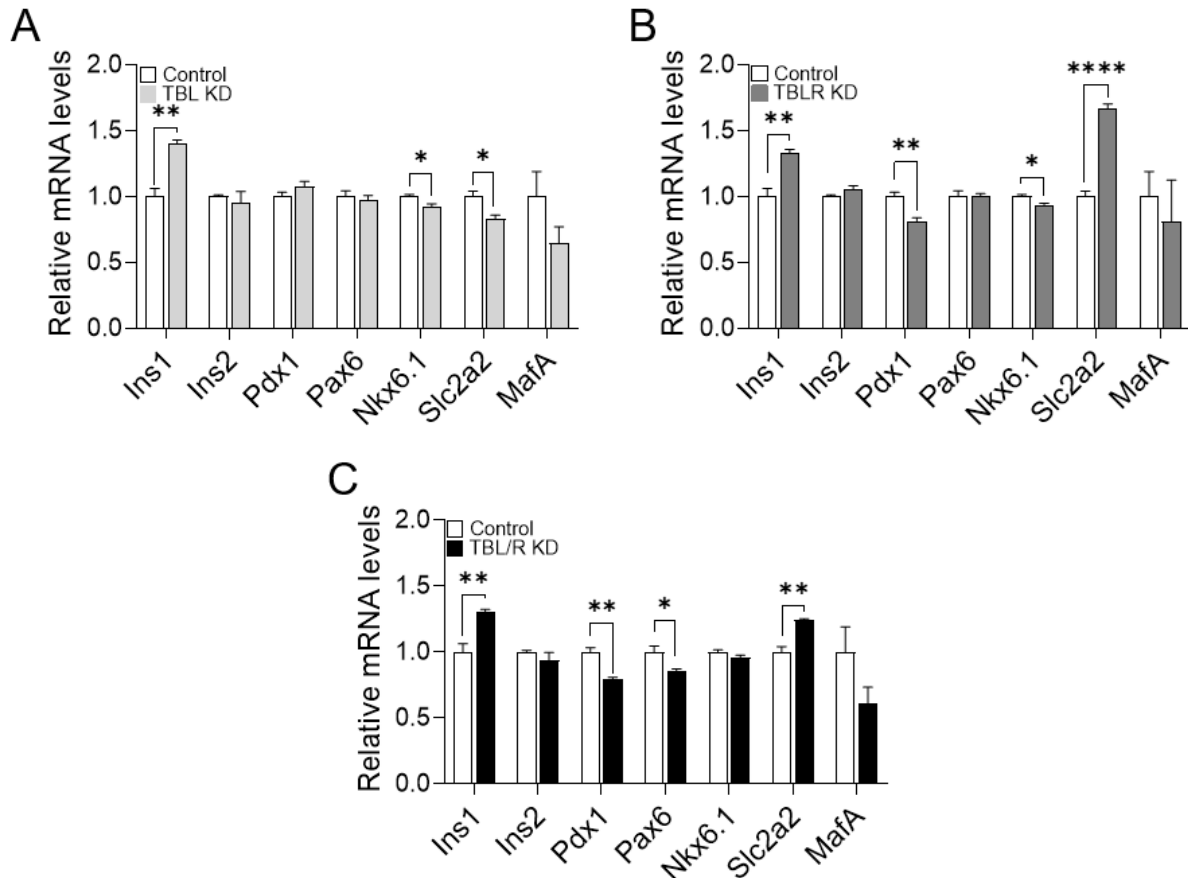 A
Relative mRNA levels
2.0
1.5
1.0
0.5
0.0
Control
TBL KD
**
*
*
Ins1
Ins2
Pdx1
Pax6
Nkx6.1
Slc2a2
MafA
B
Relative mRNA levels
2.0
1.5
1.0
0.5
0.0
Control
TBLR KD
**
**
*
****
Ins1
Ins2
Pdx1
Pax6
Nkx6.1
Slc2a2
MafA
C
Relative mRNA levels
2.0
1.5
1.0
0.5
0.0
Control
TBL/R KD
**
**
*
**
Ins1
Ins2
Pdx1
Pax6
Nkx6.1
Slc2a2
MafA